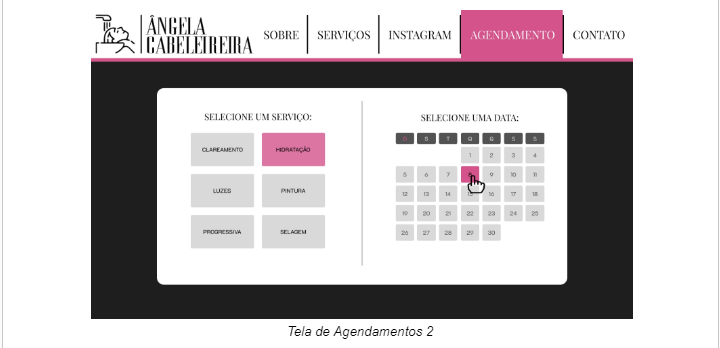 ÂNGELA
CABELEIREIRA
SOBRE SERVIÇOS INSTAGRAM AGENDAMENTO CONTATO
SELECIONE UM SERVIÇO:
CLAREAMENTO HIDRATAÇÃO
LUZES PINTURA
PROGRESSIVA SELAGEM
SELECIONE UMA DATA:
D S T Q Q S S
1 2 3 4
5 6 7 8 9 10 11
12 13 14 15 16 17 18
19 20 21 22 23 24 25
26 27 28 29 30
Tela de Agendamentos 2